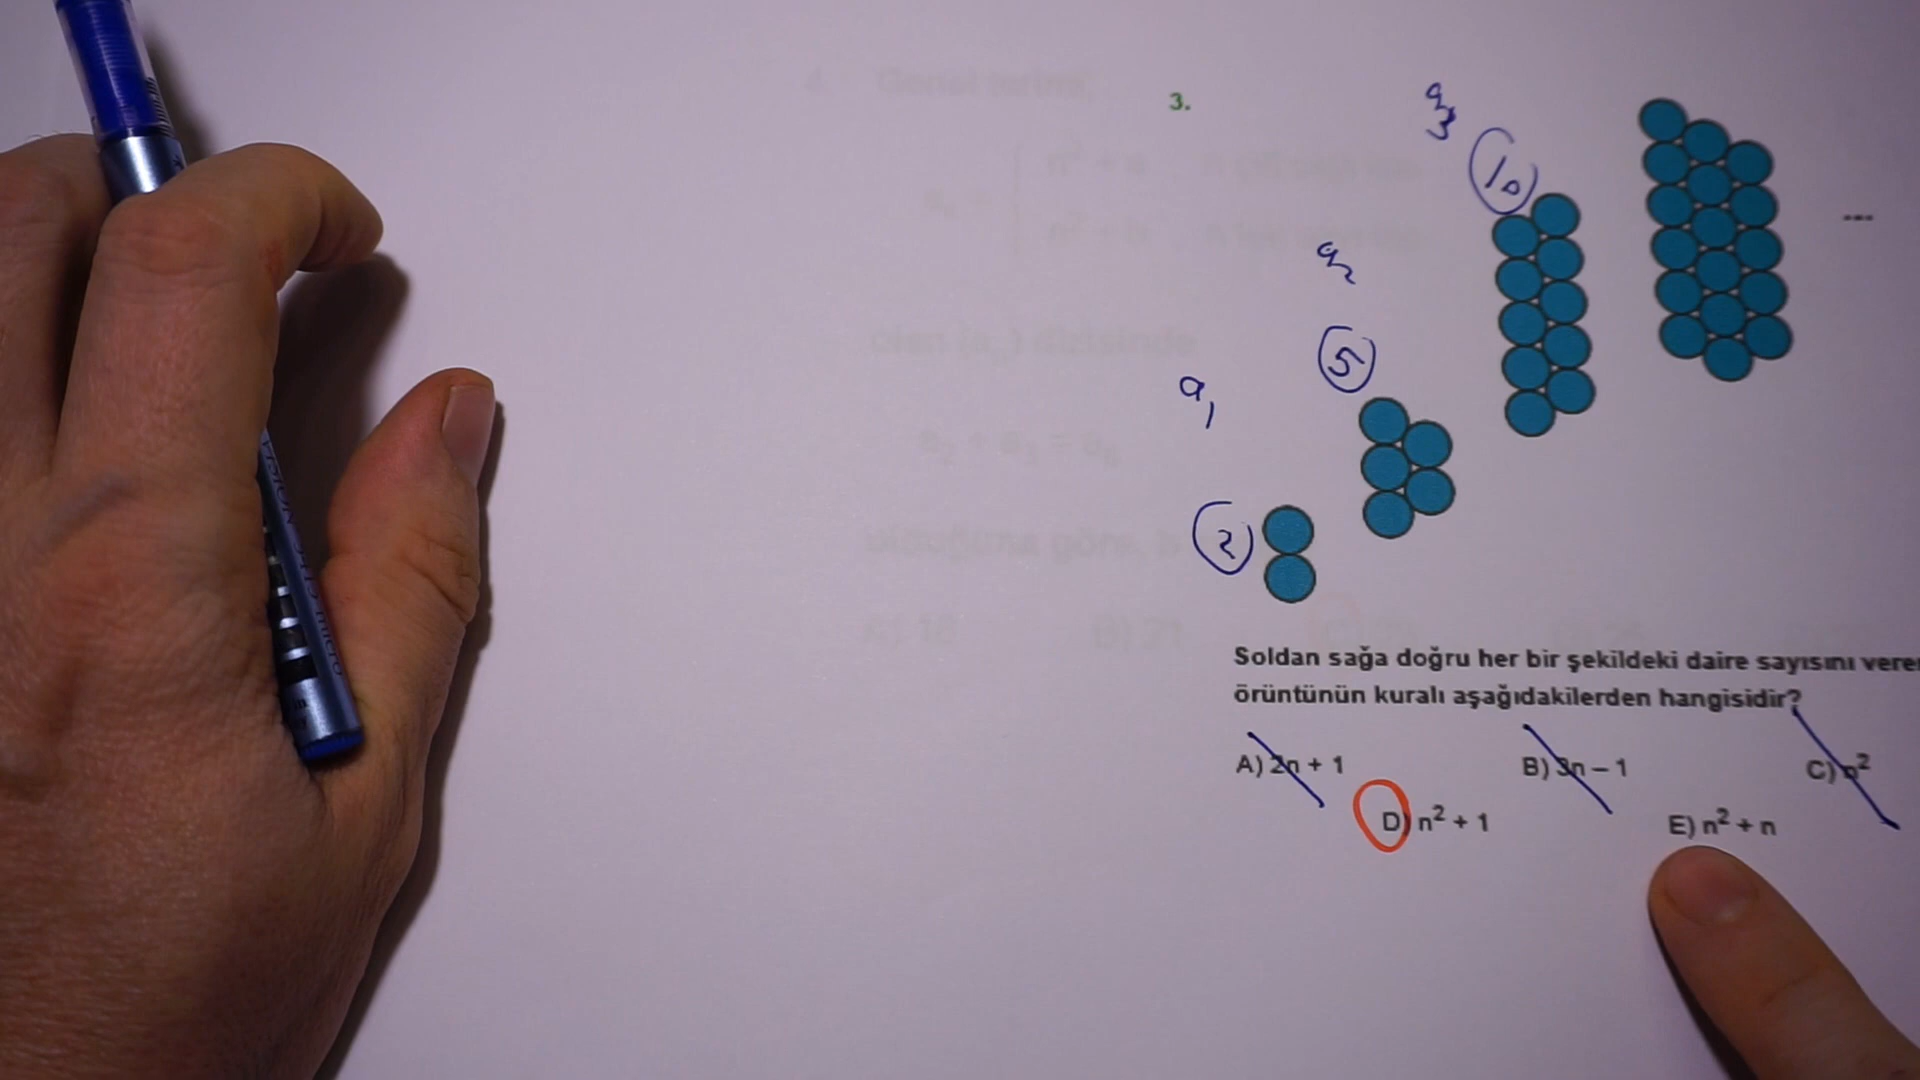 3.
a3
10
...
a2
5
a1
2
Soldan sağa doğru her bir şekildeki daire sayısını
örüntünün kuralı aşağıdakilerden hangisidir?
A) 2n + 1 B) 3n – 1 C) n²
D) n² + 1 E) n² + n